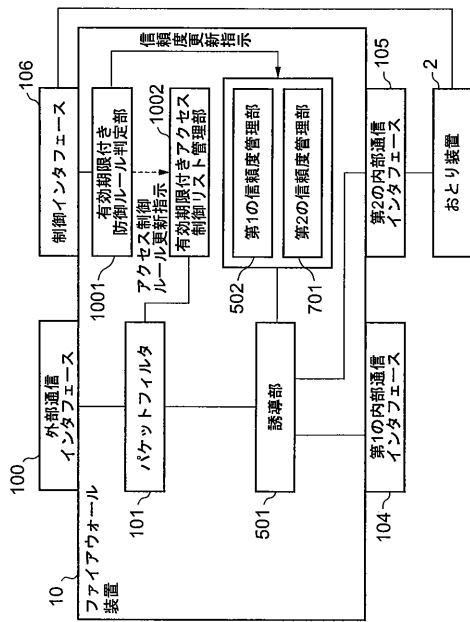 10
ファイアウォール
装置
100
外部通信
インタフェース
106
制御インタフェース
1001
有効期限付き
防御ルール判定部
信頼度更新指示
アクセス制御
ルール更新指示
1002
有効期限付きアクセス
制御リスト管理部
101
パケットフィルタ
502
第1の信頼度管理部
701
第2の信頼度管理部
501
誘導部
104
第1の内部通信
インタフェース
105
第2の内部通信
インタフェース
2
おとり装置